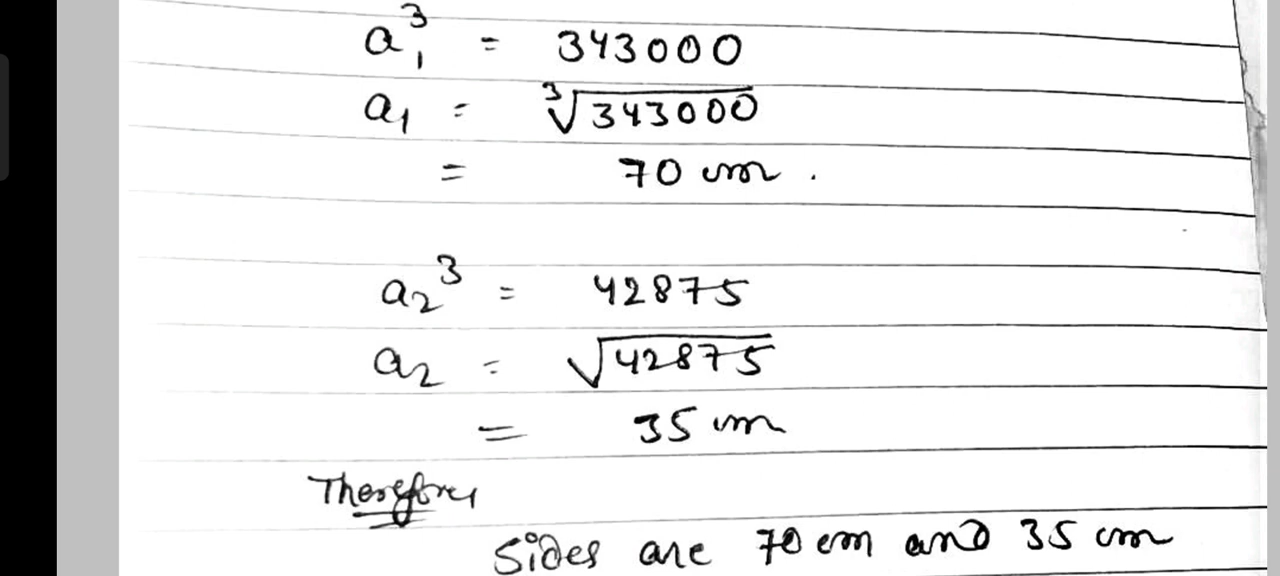 a₁³ = 343000
a₁ = ∛343000
= 70 cm.
a₂³ = 42875
a₂ = √42875
= 35 cm
Therefore,
Sides are 70 cm and 35 cm